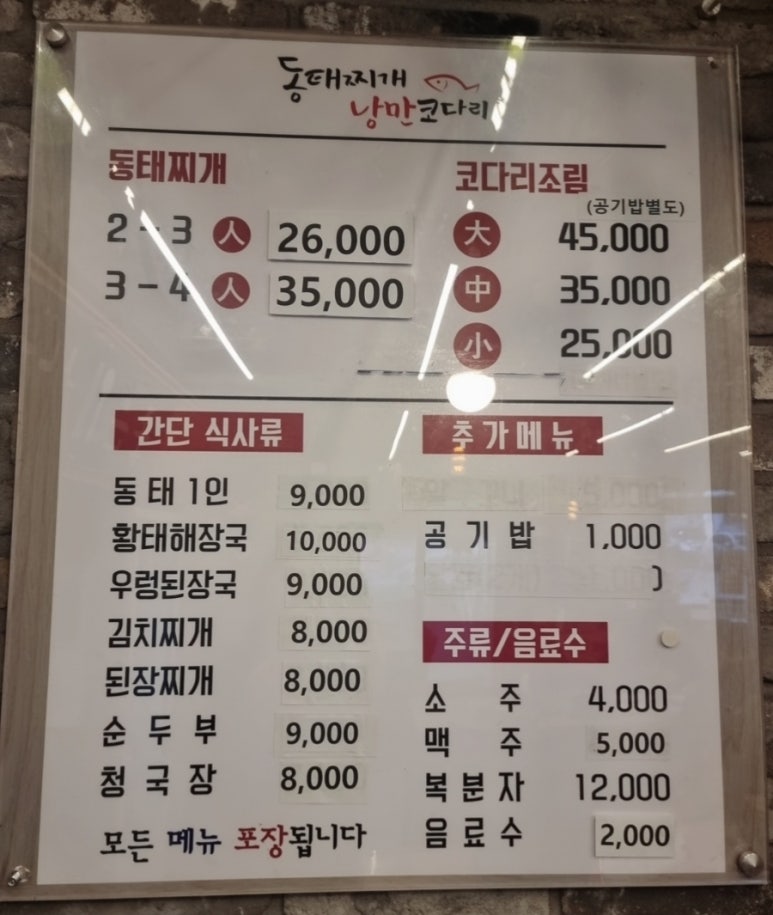 동태찌개
낭만코다리
동태찌개
2-3 人 26,000
3-4 人 35,000
코다리조림
(공기밥별도)
大 45,000
中 35,000
小 25,000
간단 식사류
동태 1인 9,000
황태해장국 10,000
우렁된장국 9,000
김치찌개 8,000
된장찌개 8,000
순두부 9,000
청국장 8,000
모든 메뉴 포장됩니다
추가메뉴
공기밥 1,000
)
주류/음료수
소주 4,000
맥주 5,000
복분자 12,000
음료수 2,000